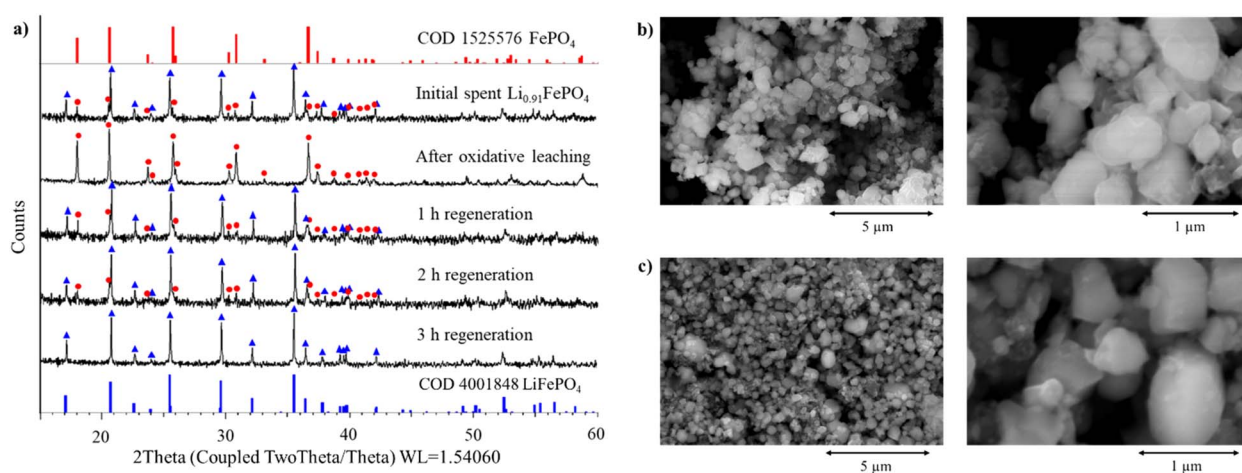 a)
COD 1525576 FePO₄
Initial spent Li₀.₉₁FePO₄
After oxidative leaching
1 h regeneration
2 h regeneration
3 h regeneration
COD 4001848 LiFePO₄
Counts
20 30 40 50 60
2Theta (Coupled TwoTheta/Theta) WL=1.54060
b)
5 µm
1 µm
c)
5 µm
1 µm